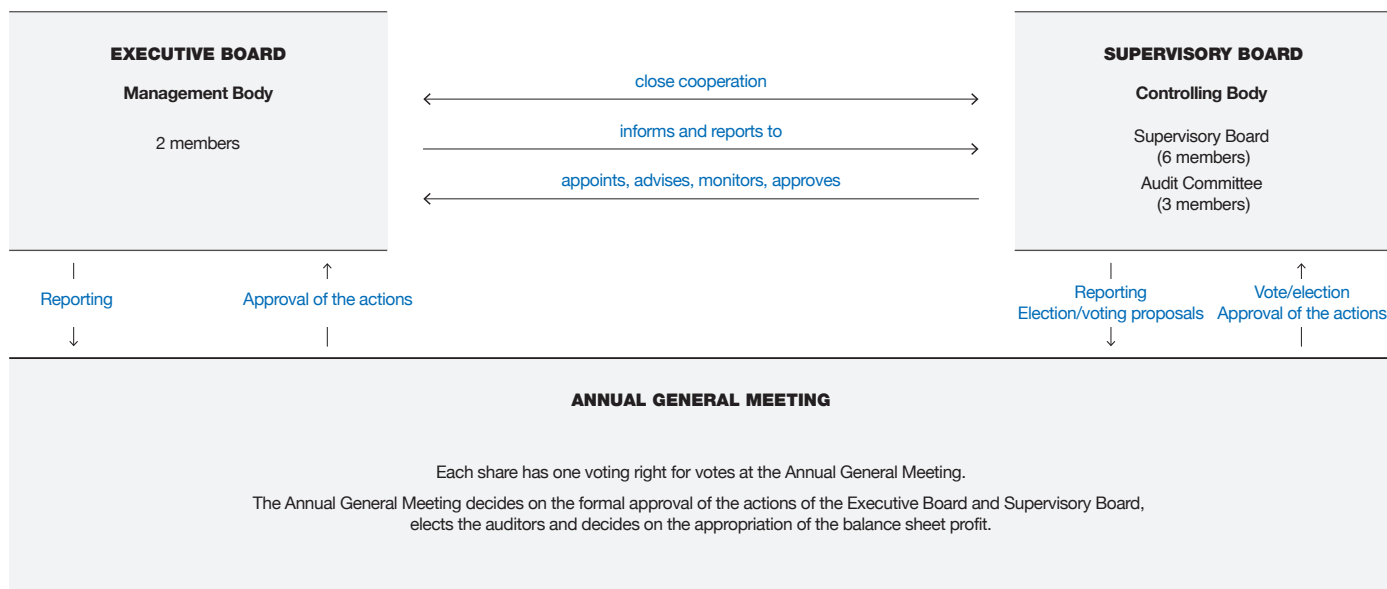 EXECUTIVE BOARD
Management Body
2 members
close cooperation
informs and reports to
appoints, advises, monitors, approves
SUPERVISORY BOARD
Controlling Body
Supervisory Board
(6 members)
Audit Committee
(3 members)
Reporting
Approval of the actions
Reporting
Election/voting proposals
Vote/election
Approval of the actions
ANNUAL GENERAL MEETING
Each share has one voting right for votes at the Annual General Meeting.
The Annual General Meeting decides on the formal approval of the actions of the Executive Board and Supervisory Board,
elects the auditors and decides on the appropriation of the balance sheet profit.